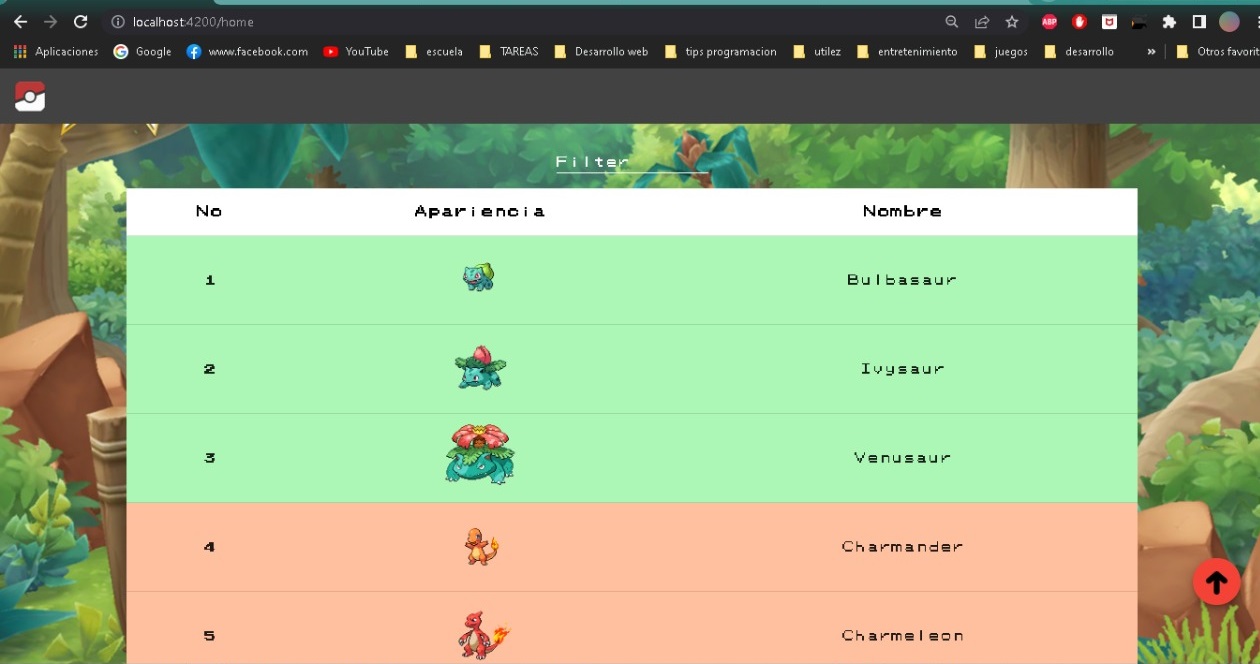 localhost:4200/home
ABP
Aplicaciones Google www.facebook.com YouTube escuela TAREAS Desarrollo web tips programacion utilez entretenimiento juegos desarrollo » Otros favorit
Filter
No Apariencia Nombre
1 Bulbasaur
2 Ivysaur
3 Venusaur
4 Charmander
5 Charmeleon